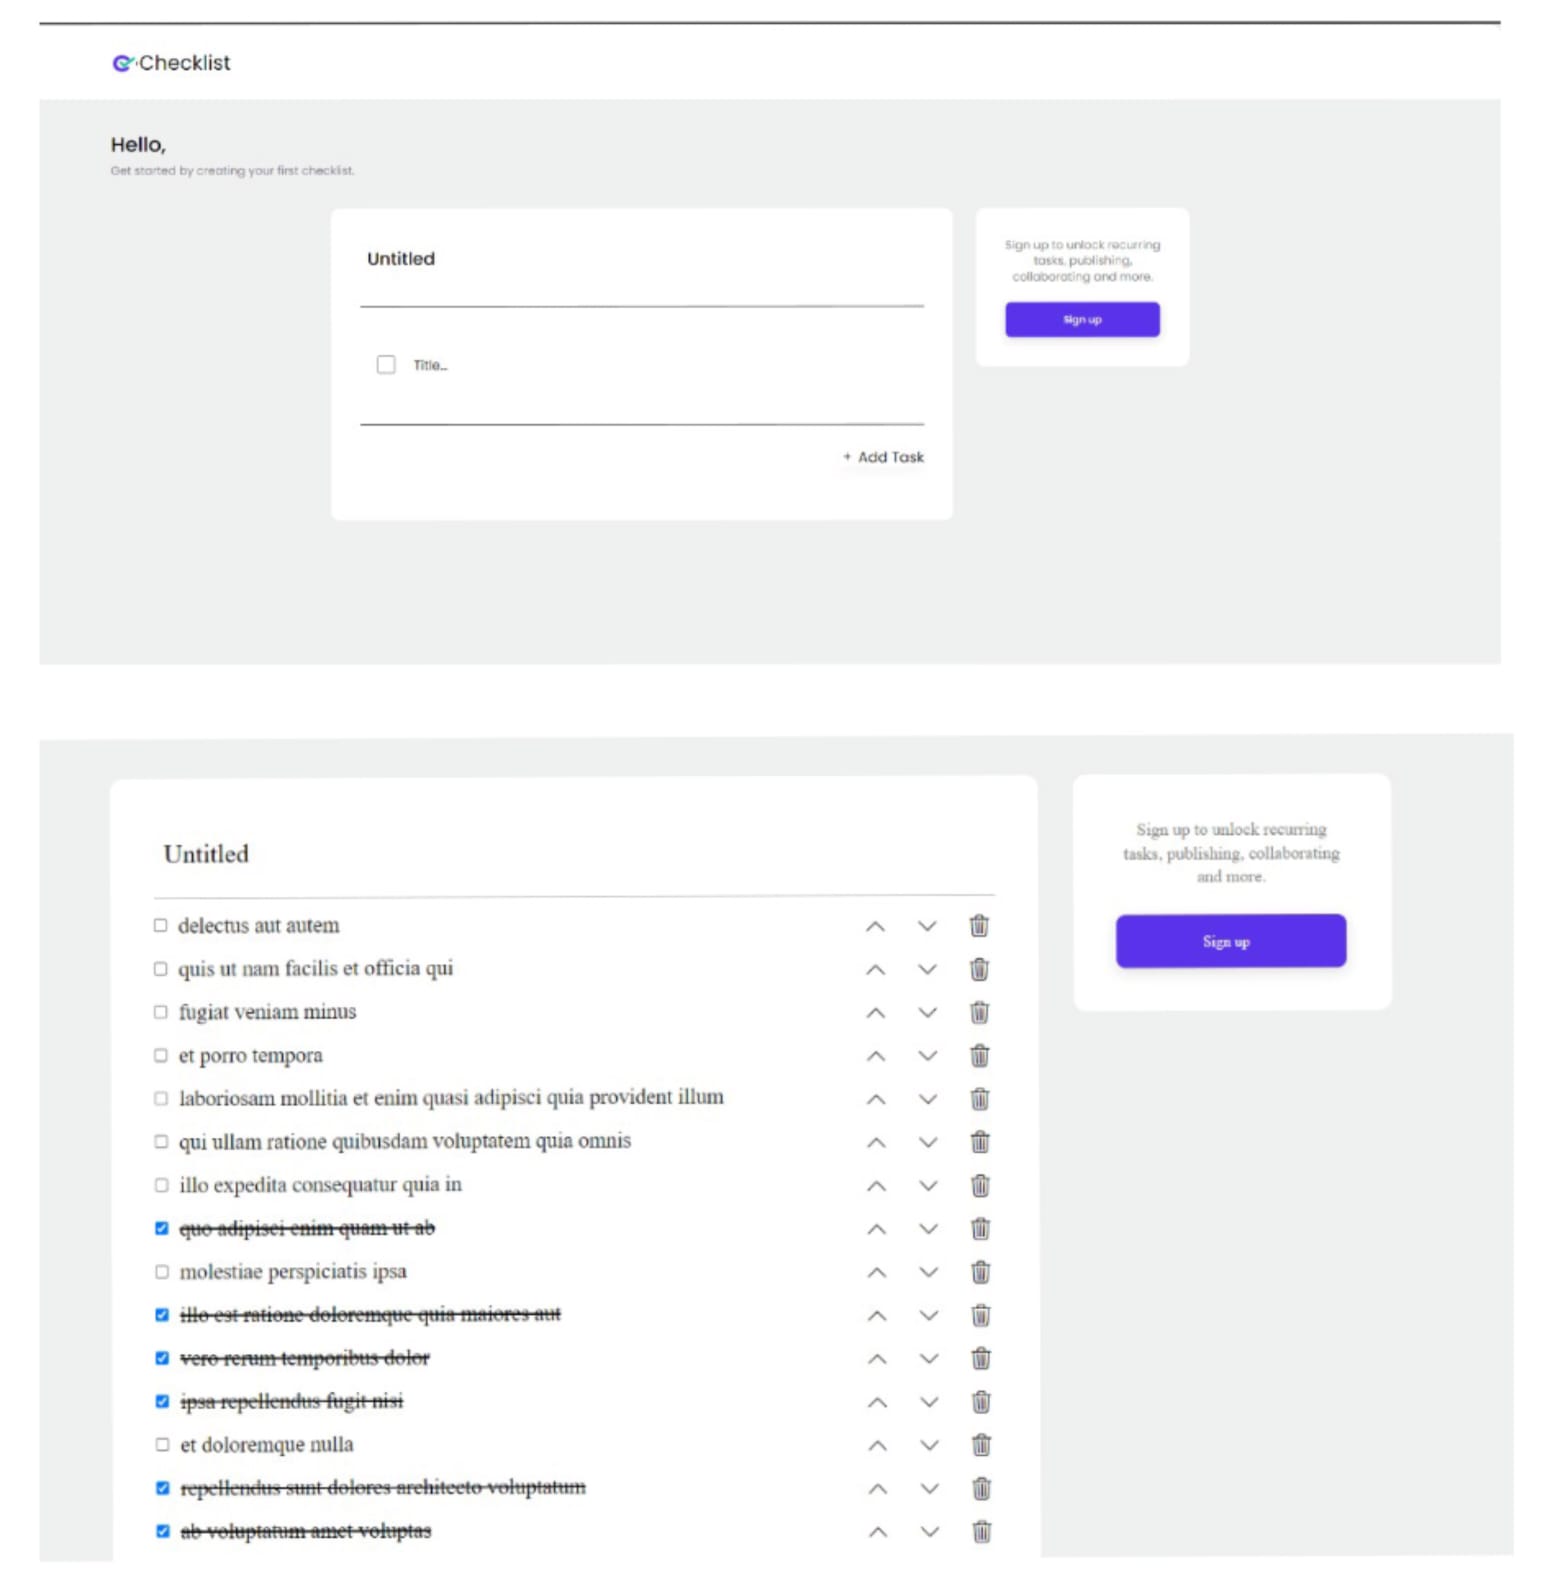 Checklist
Hello,
Get started by creating your first checklist.
Untitled
Title...
+ Add Task
Sign up to unlock recurring
tasks, publishing,
collaborating and more.
Sign up
Untitled
delectus aut autem
quis ut nam facilis et officia qui
fugiat veniam minus
et porro tempora
laboriosam mollitia et enim quasi adipisci quia provident illum
qui ullam ratione quibusdam voluptatem quia omnis
illo expedita consequatur quia in
quo adipisci enim quam ut ab
molestiae perspiciatis ipsa
illo est ratione doloremque quia maiores aut
vero rerum temporibus dolor
ipsa repellendus fugit nisi
et doloremque nulla
repellendus sunt dolores architecto voluptatum
ab voluptatum amet voluptas
Sign up to unlock recurring
tasks, publishing, collaborating
and more.
Sign up